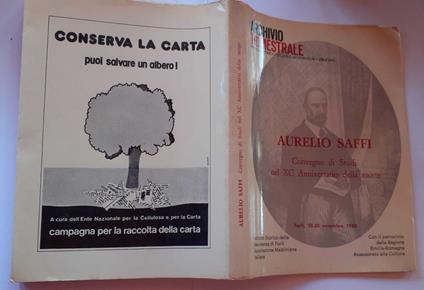 CONSERVA LA CARTA
puoi salvare un albero!
A cura dell'Ente Nazionale per la Cellulosa e per la Carta
campagna per la raccolta della carta
AURELIO SAFFI Convegno di Studi nel XC Anniversario della morte
ARCHIVIO
TRIMESTRALE
AURELIO SAFFI
Convegno di Studi
nel XC Anniversario della morte
Forlì, novembre 1980
Con il patrocinio
della Regione
Emilia-Romagna
Assessorato alla Cultura